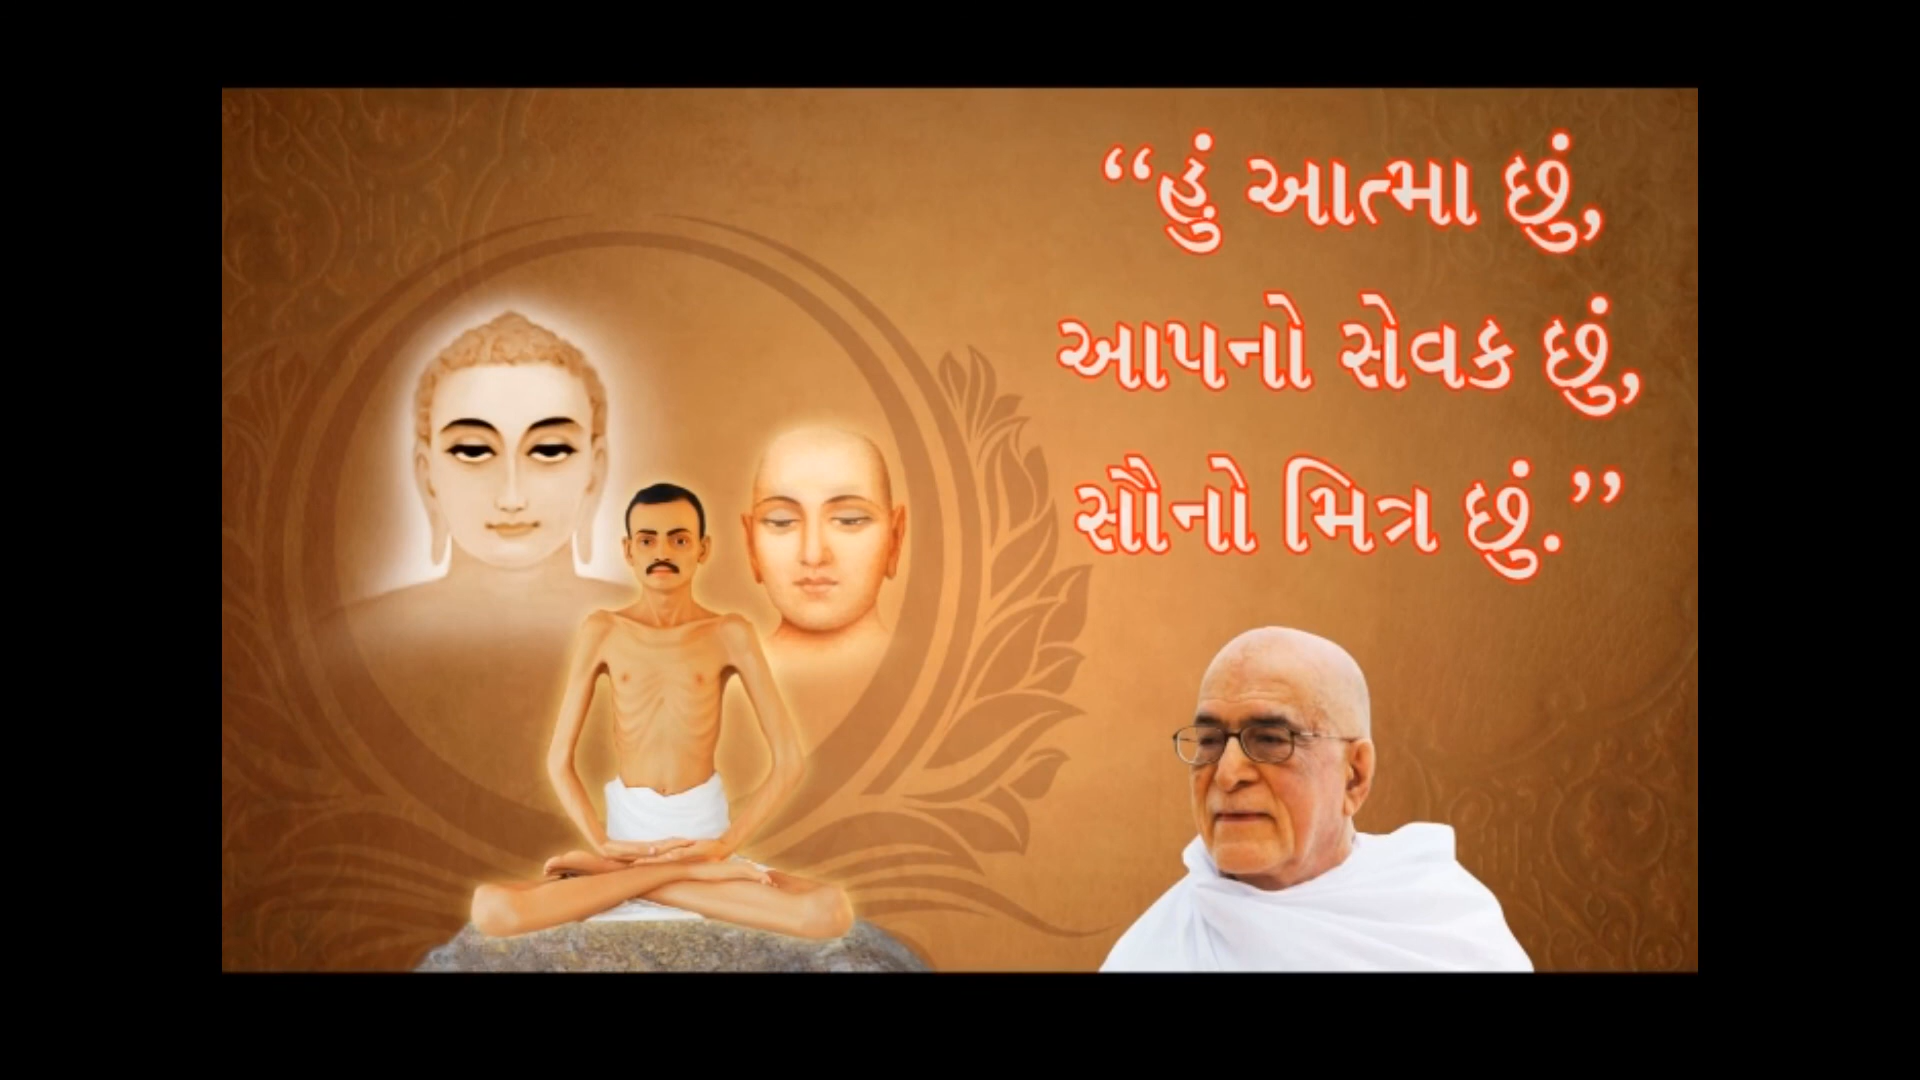 “હું આત્મા છું,
આપનો સેવક છું,
સૌનો મિત્ર છું.”